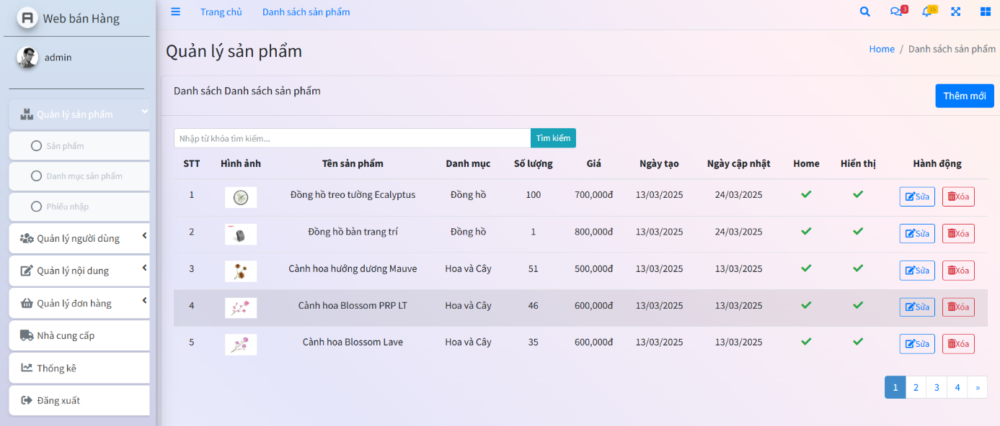 Web bán Hàng
Trang chủ Danh sách sản phẩm 3 15
admin
Quản lý sản phẩm
Home / Danh sách sản phẩm
Danh sách Danh sách sản phẩm
Thêm mới
Quản lý sản phẩm
Sản phẩm
Danh mục sản phẩm
Phiếu nhập
Quản lý người dùng
Quản lý nội dung
Quản lý đơn hàng
Nhà cung cấp
Thống kê
Đăng xuất
Nhập từ khóa tìm kiếm... Tìm kiếm
STT Hình ảnh Tên sản phẩm Danh mục Số lượng Giá Ngày tạo Ngày cập nhật Home Hiển thị Hành động
1 Đồng hồ treo tường Ecalyptus Đồng hồ 100 700,000đ 13/03/2025 24/03/2025 Sửa Xóa
2 Đồng hồ bàn trang trí Đồng hồ 1 800,000đ 13/03/2025 24/03/2025 Sửa Xóa
3 Cành hoa hướng dương Mauve Hoa và Cây 51 500,000đ 13/03/2025 13/03/2025 Sửa Xóa
4 Cành hoa Blossom PRP LT Hoa và Cây 46 600,000đ 13/03/2025 13/03/2025 Sửa Xóa
5 Cành hoa Blossom Lave Hoa và Cây 35 600,000đ 13/03/2025 13/03/2025 Sửa Xóa
1 2 3 4 »